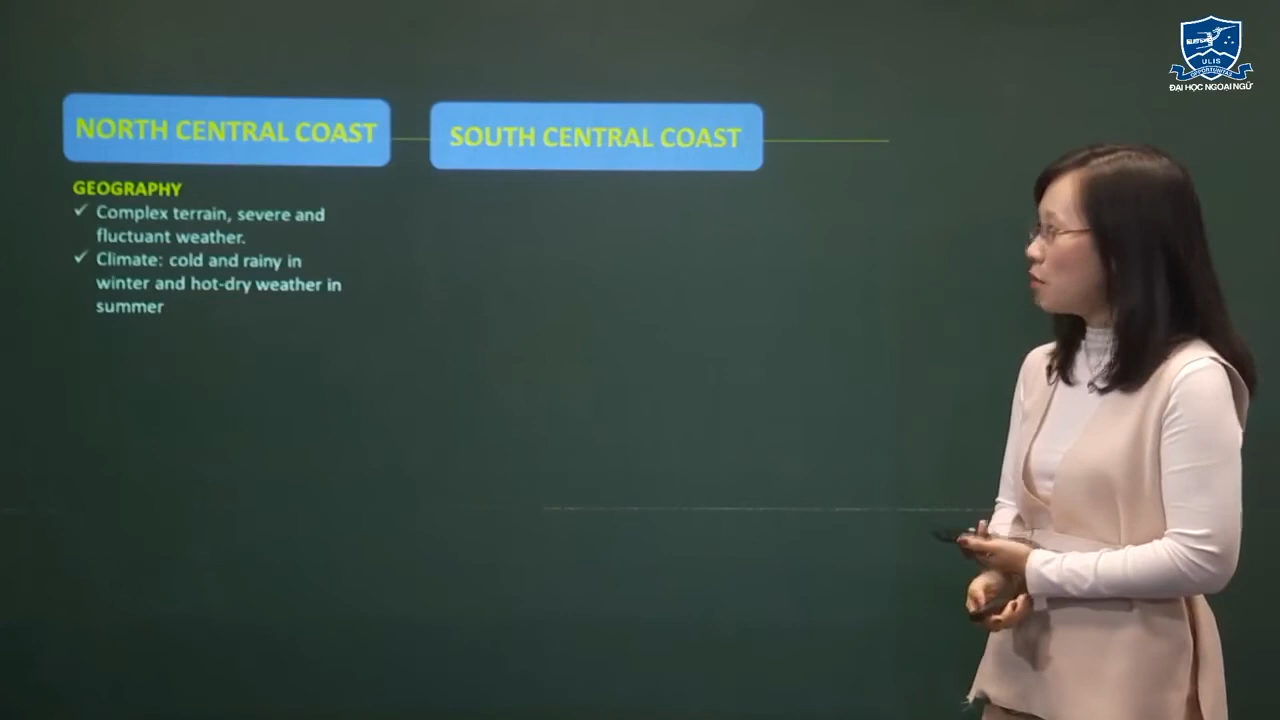 NORTH CENTRAL COAST
SOUTH CENTRAL COAST
GEOGRAPHY
✓ Complex terrain, severe and
fluctuant weather.
✓ Climate: cold and rainy in
winter and hot-dry weather in
summer
ULIS
ĐẠI HỌC NGOẠI NGỮ